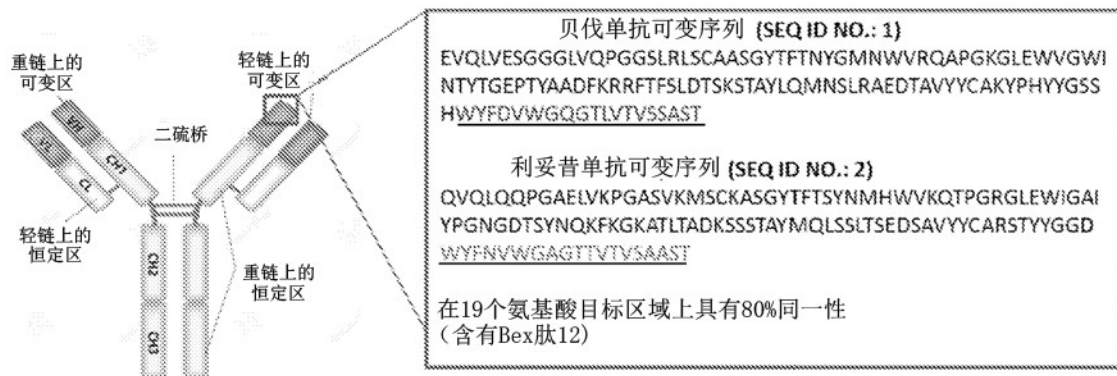 重链上的
可变区
轻链上的
可变区
二硫桥
VH
VL
CH1
CL
轻链上的
恒定区
CH2
CH3
重链上的
恒定区
贝伐单抗可变序列 (SEQ ID NO.: 1)
EVQLVESGGGLVQPGGSLRLSCAASGYTFTNYGMNWVRQAPGKGLEWVGWI
NTYTGEPTYAADFKRRFTFSLDTSKSTAYLQMNSLRAEDTAVYYCAKYPHYYGSS
HWYFDVWGQGTLVTVSSAST
利妥昔单抗可变序列 (SEQ ID NO.: 2)
QVQLQQPGAELVKPGASVKMSCKASGYTFTSYNMHWVKQTPGRGLEWIGAI
YPGNGDTSYNQKFKGKATLTADKSSSTAYMQLSSLTSEDSAVYYCARSTYYGGD
WYFNVWGAGTTVTVSAAST
在19个氨基酸目标区域上具有80%同一性
(含有Bex肽12)